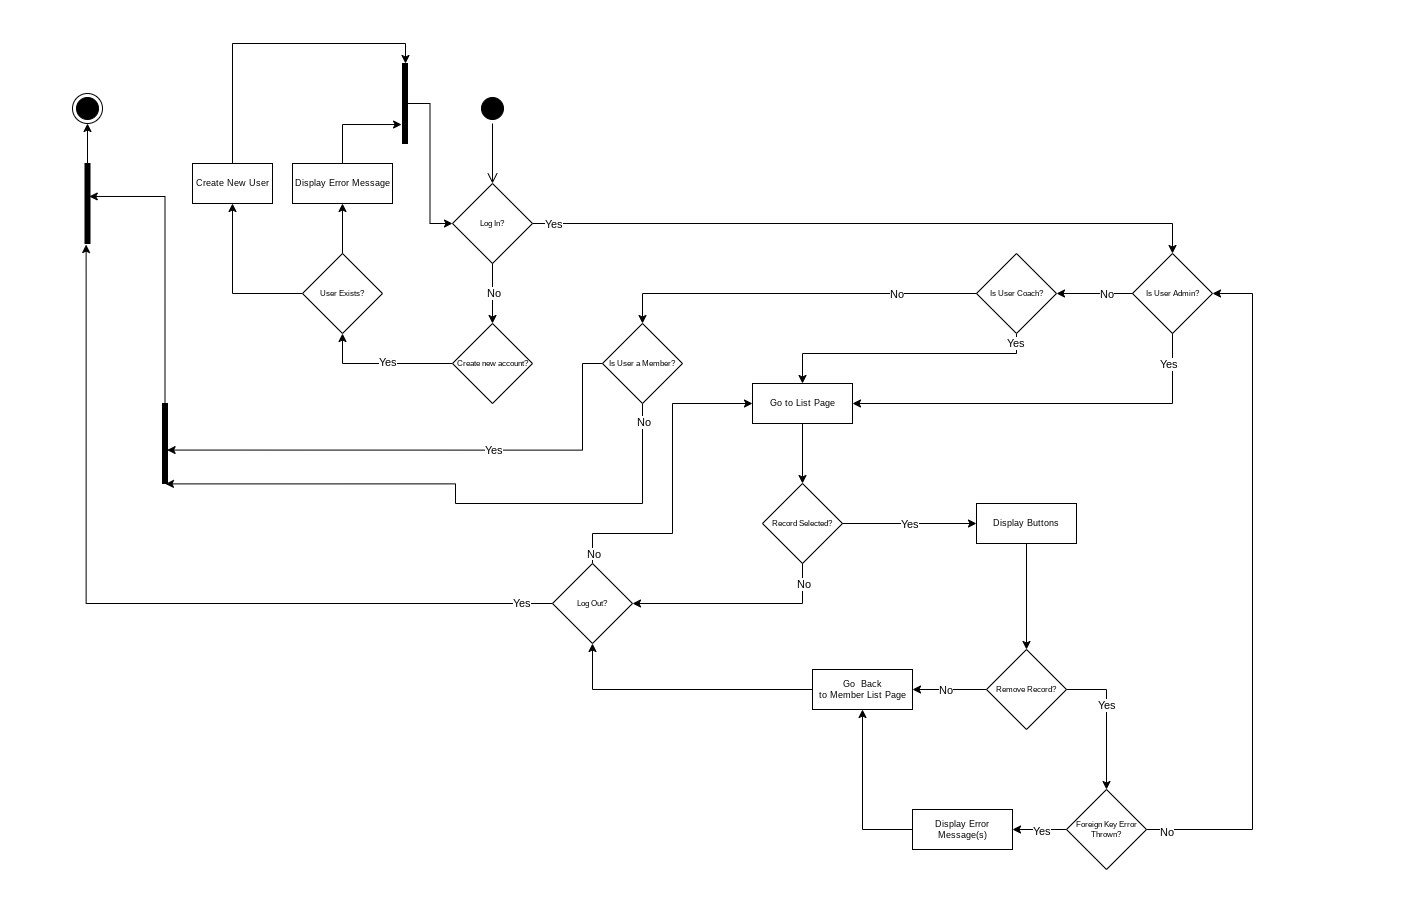 Create New User
Display Error Message
Log In?
Yes
User Exists?
No
Is User Coach?
No
Is User Admin?
No
Yes
Create new account?
Yes
Is User a Member?
Yes
Go to List Page
No
Yes
Record Selected?
Yes
Display Buttons
No
No
Log Out?
Yes
Go  Back
to Member List Page
No
Remove Record?
Yes
Display Error
Message(s)
Yes
Foreign Key Error
Thrown?
No